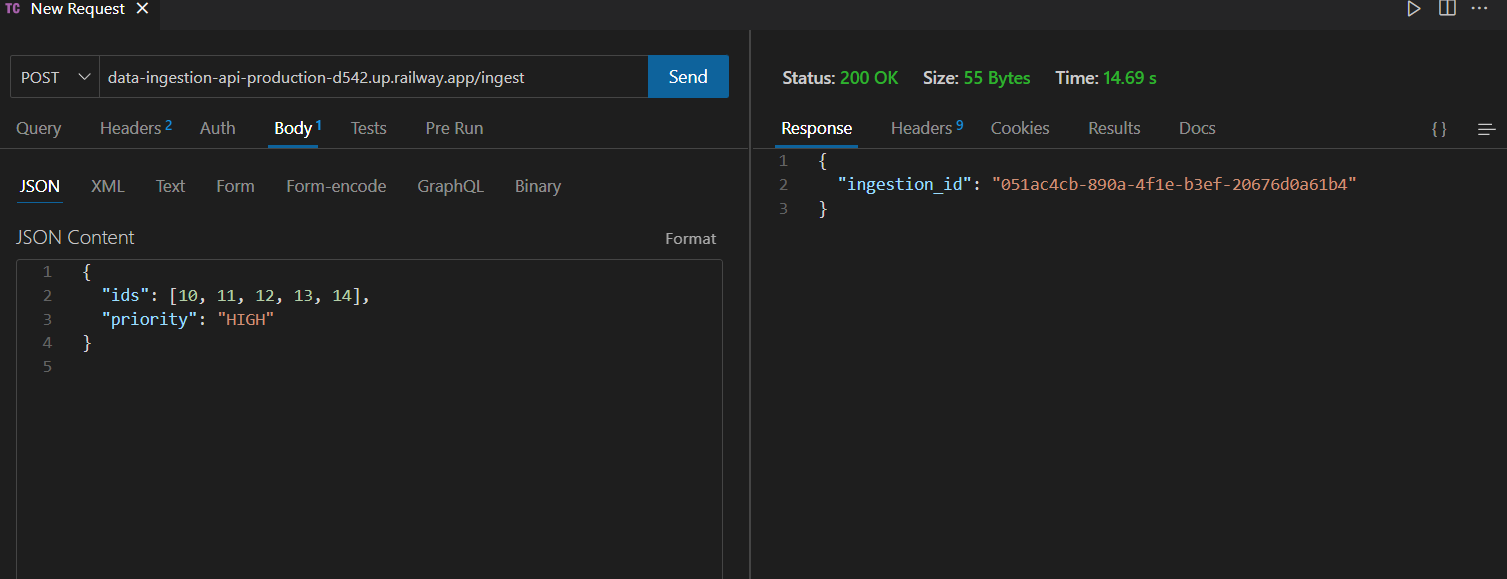 TC New Request
POST data-ingestion-api-production-d542.up.railway.app/ingest Send
Query Headers 2 Auth Body 1 Tests Pre Run
JSON XML Text Form Form-encode GraphQL Binary
JSON Content Format
1 {
2 "ids": [10, 11, 12, 13, 14],
3 "priority": "HIGH"
4 }
5
Status: 200 OK Size: 55 Bytes Time: 14.69 s
Response Headers 9 Cookies Results Docs {}
1 {
2 "ingestion_id": "051ac4cb-890a-4f1e-b3ef-20676d0a61b4"
3 }